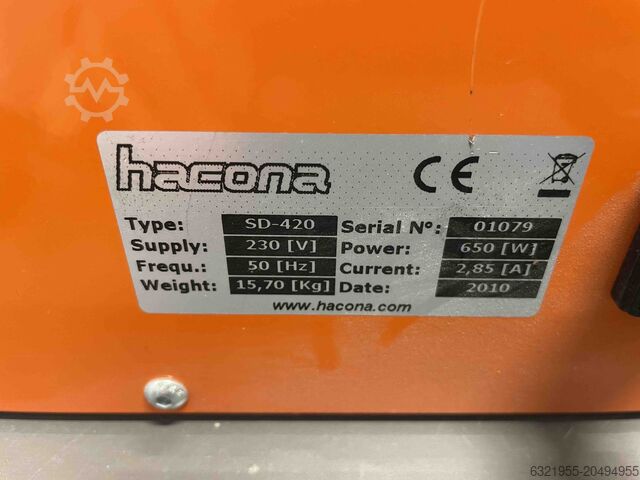 hacona CE
Type: SD-420 Serial Nº: 01079
Supply: 230 [V] Power: 650 [W]
Frequ.: 50 [Hz] Current: 2,85 [A]
Weight: 15,70 [Kg] Date: 2010
www.hacona.com
6321955-20494955